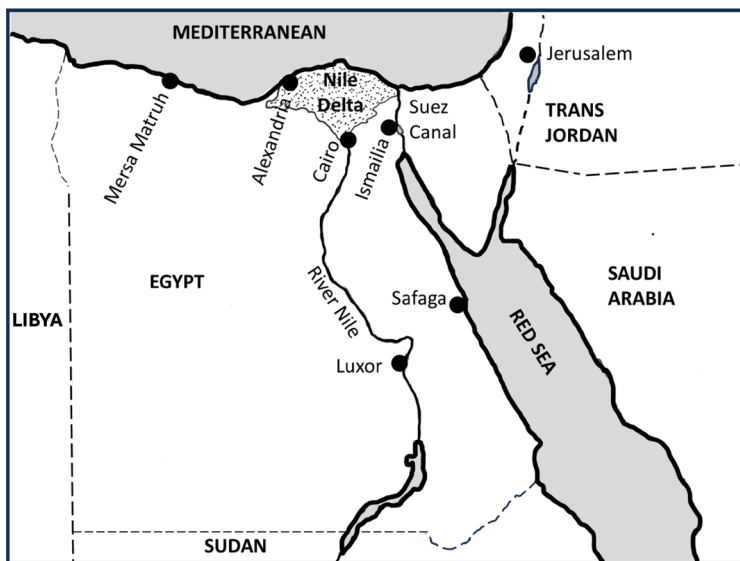 MEDITERRANEAN
Jerusalem
Nile
Delta
Suez
Canal
TRANS
JORDAN
Mersa Matruh
Alexandria
Cairo
Ismailia
EGYPT
River Nile
Safaga
SAUDI
ARABIA
LIBYA
RED SEA
Luxor
SUDAN